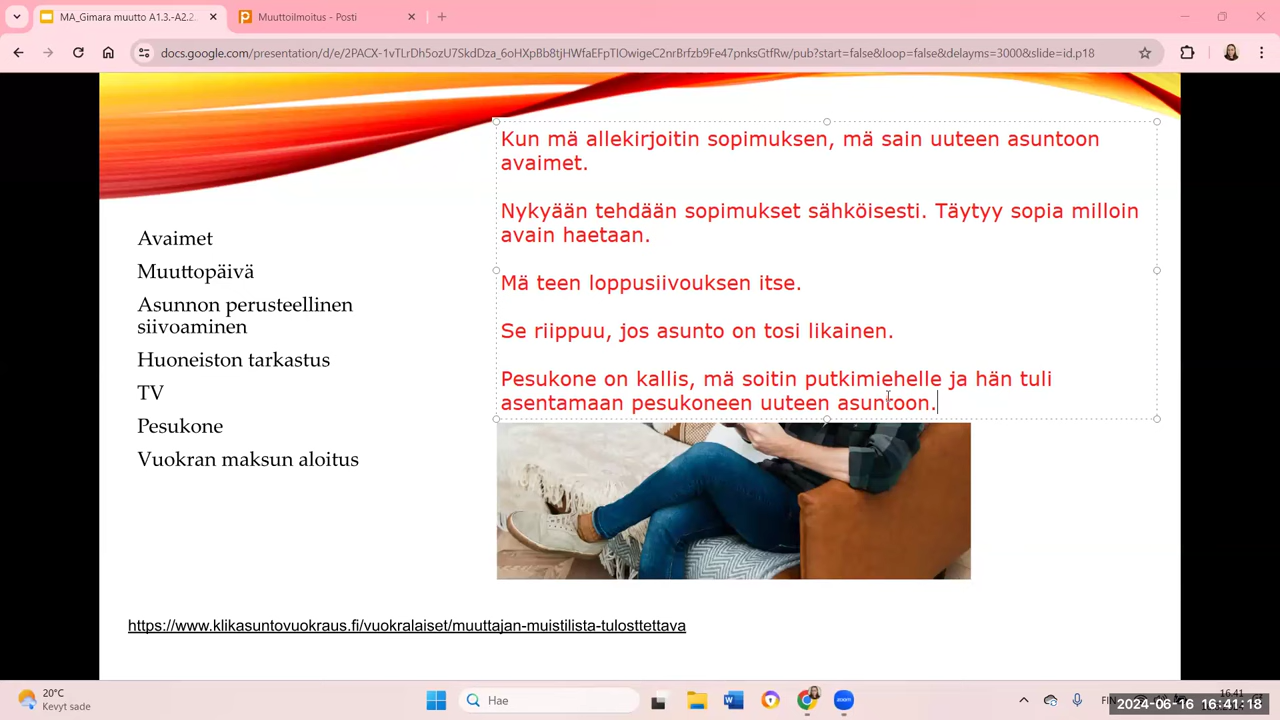 MA_Gimara muutto A1.3.-A2.2.
Muuttoilmoitus - Posti
docs.google.com/presentation/d/e/2PACX-1vTLrDh5ozU7SkdDza_6oHXpBb8tjHWfaEFpTIOwigeC2nrBrfzb9Fe47pnksGtfRw/pub?start=false&loop=false&delayms=3000&slide=id.p18
Kun mä allekirjoitin sopimuksen, mä sain uuteen asuntoon
avaimet.
Nykyään tehdään sopimukset sähköisesti. Täytyy sopia milloin
avain haetaan.
Mä teen loppusiivouksen itse.
Se riippuu, jos asunto on tosi likainen.
Pesukone on kallis, mä soitin putkimiehelle ja hän tuli
asentamaan pesukoneen uuteen asuntoon.
Avaimet
Muuttopäivä
Asunnon perusteellinen
siivoaminen
Huoneiston tarkastus
TV
Pesukone
Vuokran maksun aloitus
https://www.klikasuntovuokraus.fi/vuokralaiset/muuttajan-muistilista-tulosttettava
20°C
Kevyt sade
Hae
FIN
16.41
2024-06-16 16:41:18